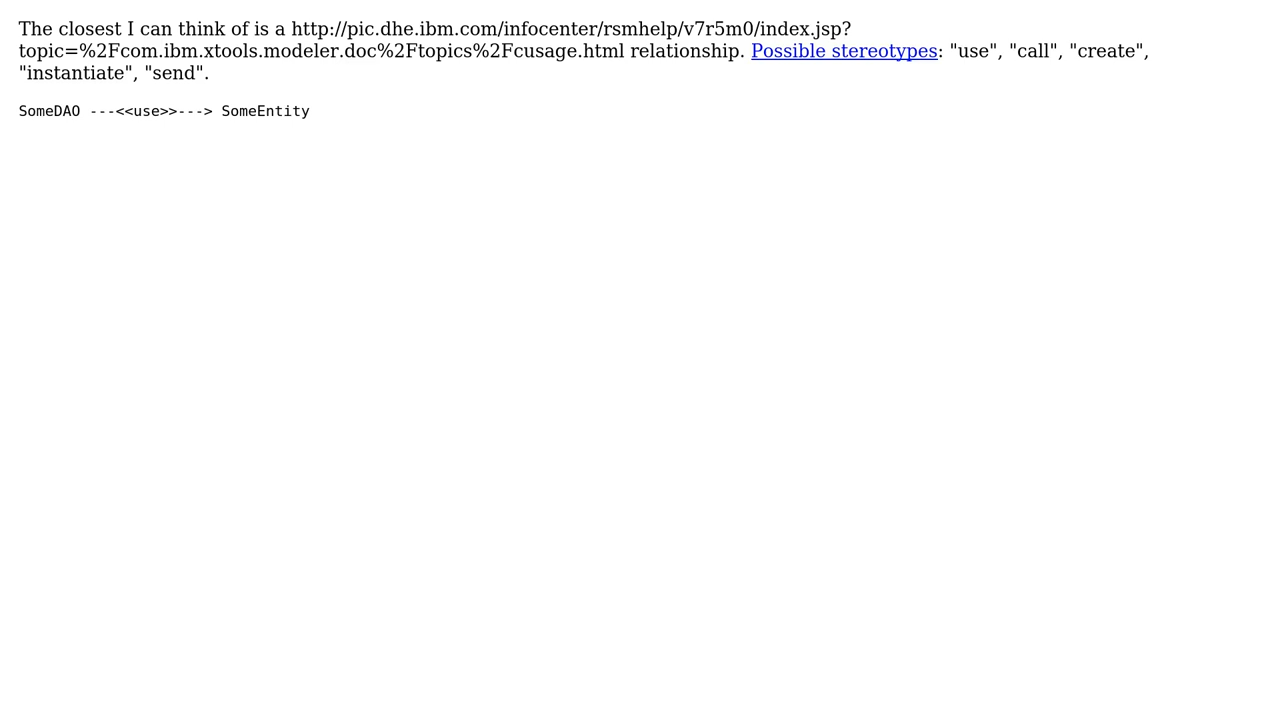 The closest I can think of is a http://pic.dhe.ibm.com/infocenter/rsmhelp/v7r5m0/index.jsp?
topic=%2Fcom.ibm.xtools.modeler.doc%2Ftopics%2Fcusage.html relationship. Possible stereotypes: "use", "call", "create",
"instantiate", "send".
SomeDAO ---<<use>>---> SomeEntity